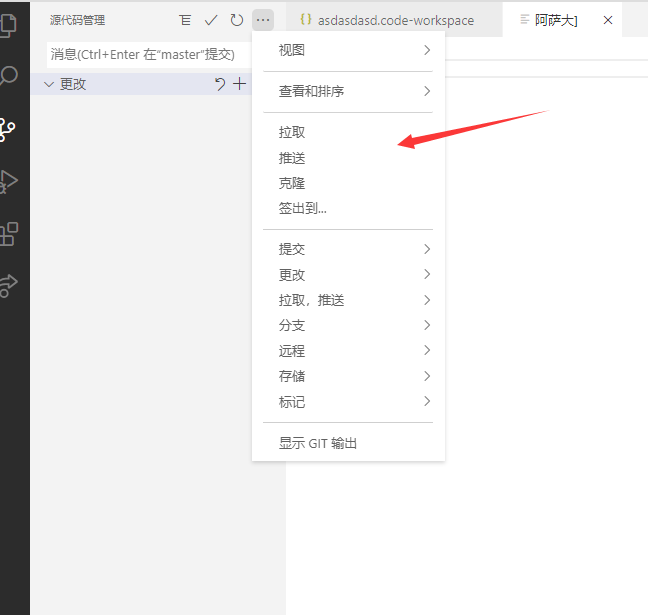 源代码管理
asdasdasd.code-workspace
阿萨大]
消息(Ctrl+Enter 在“master”提交)
更改
视图
查看和排序
拉取
推送
克隆
签出到...
提交
更改
拉取，推送
分支
远程
存储
标记
显示 GIT 输出